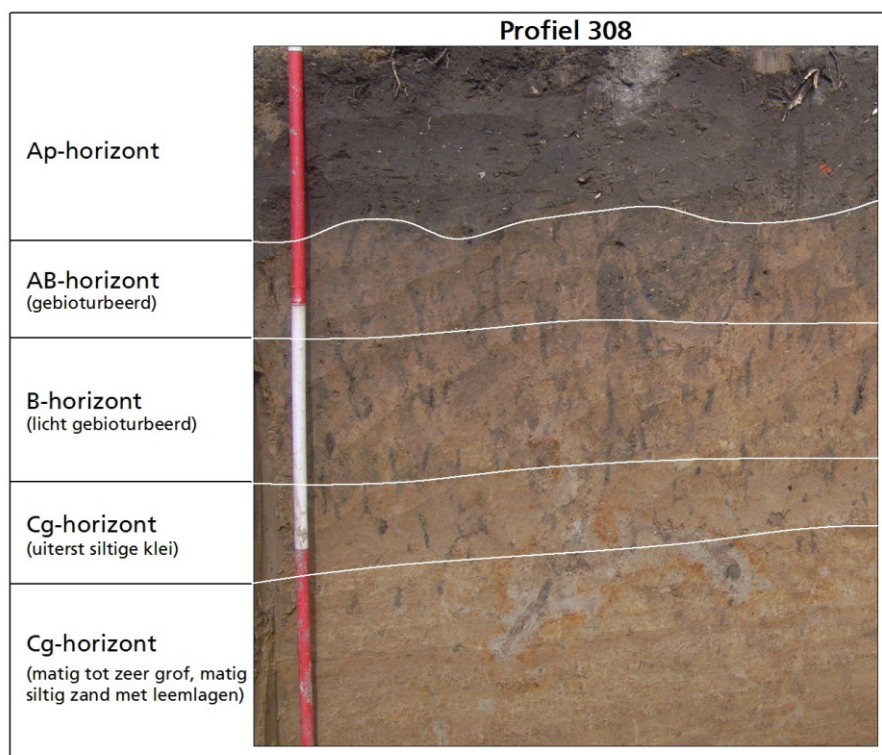 Profiel 308
Ap-horizont
AB-horizont
(gebioturbeerd)
B-horizont
(licht gebioturbeerd)
Cg-horizont
(uiterst siltige klei)
Cg-horizont
(matig tot zeer grof, matig
siltig zand met leemlagen)